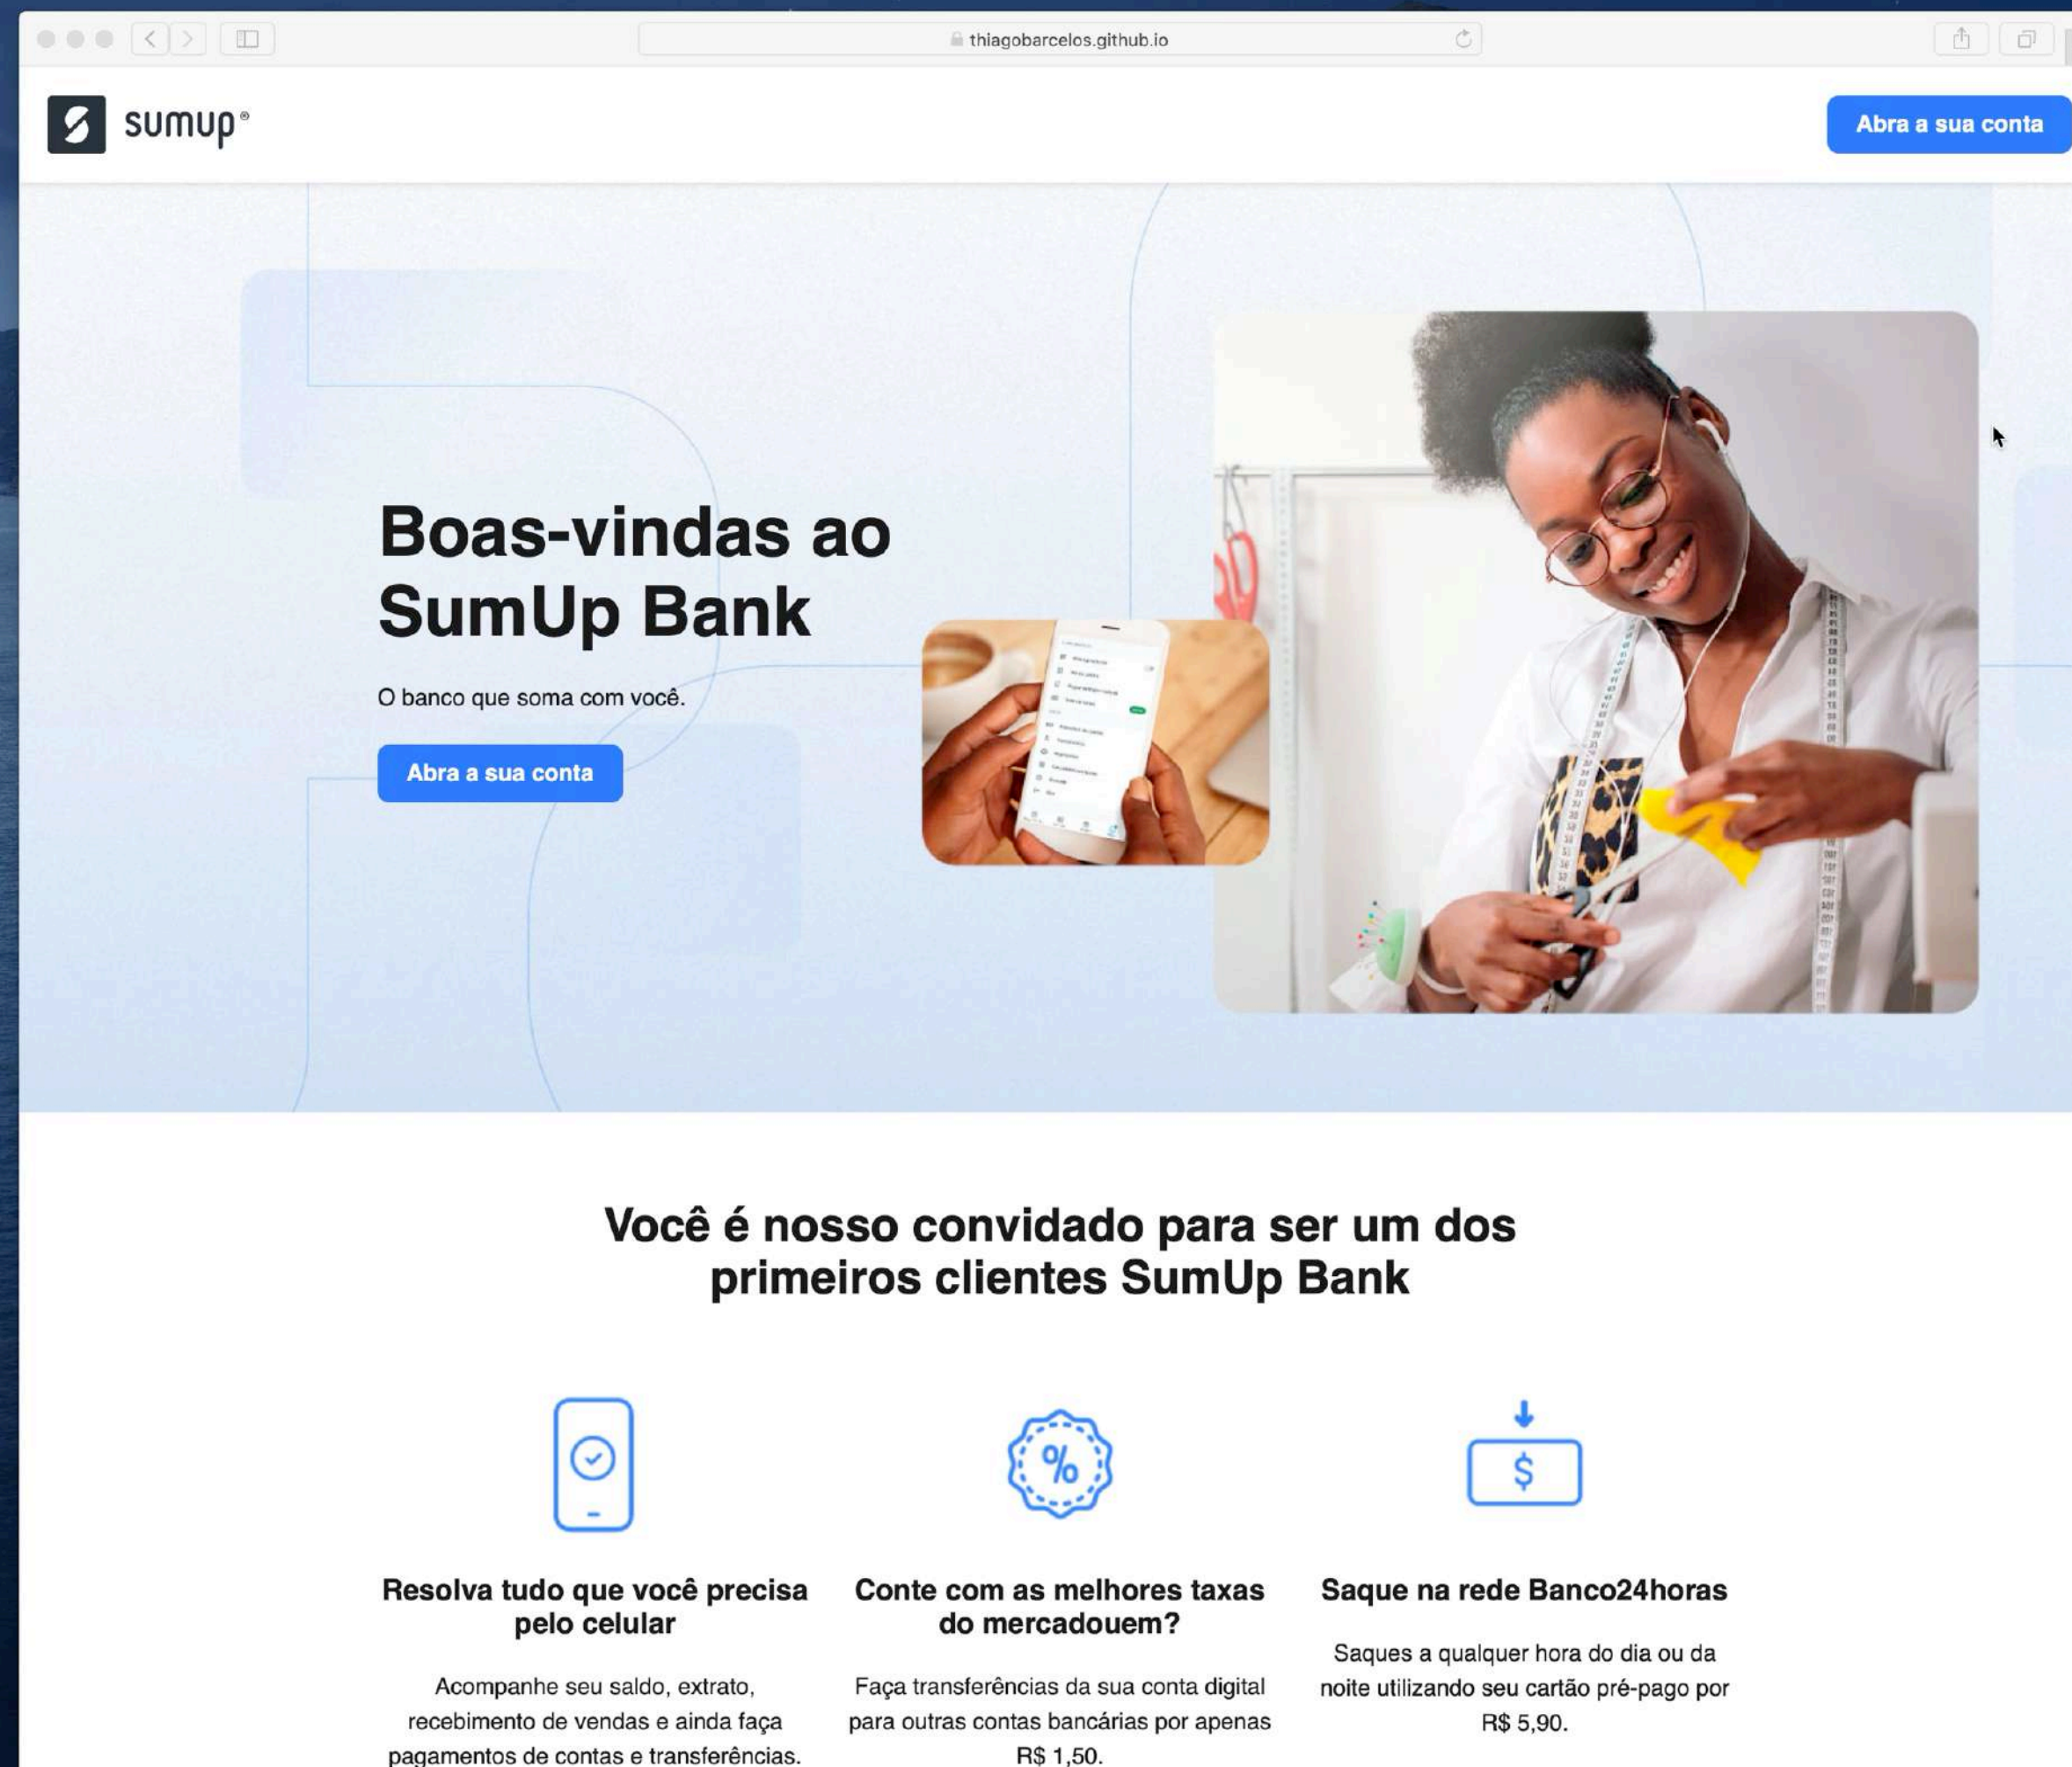 thiagobarcelos.github.io
sumup®
Abra a sua conta
Boas-vindas ao
SumUp Bank
O banco que soma com você.
Abra a sua conta
Você é nosso convidado para ser um dos
primeiros clientes SumUp Bank
%
$
Resolva tudo que você precisa
pelo celular
Acompanhe seu saldo, extrato,
recebimento de vendas e ainda faça
pagamentos de contas e transferências.
Conte com as melhores taxas
do mercadouem?
Faça transferências da sua conta digital
para outras contas bancárias por apenas
R$ 1,50.
Saque na rede Banco24horas
Saques a qualquer hora do dia ou da
noite utilizando seu cartão pré-pago por
R$ 5,90.